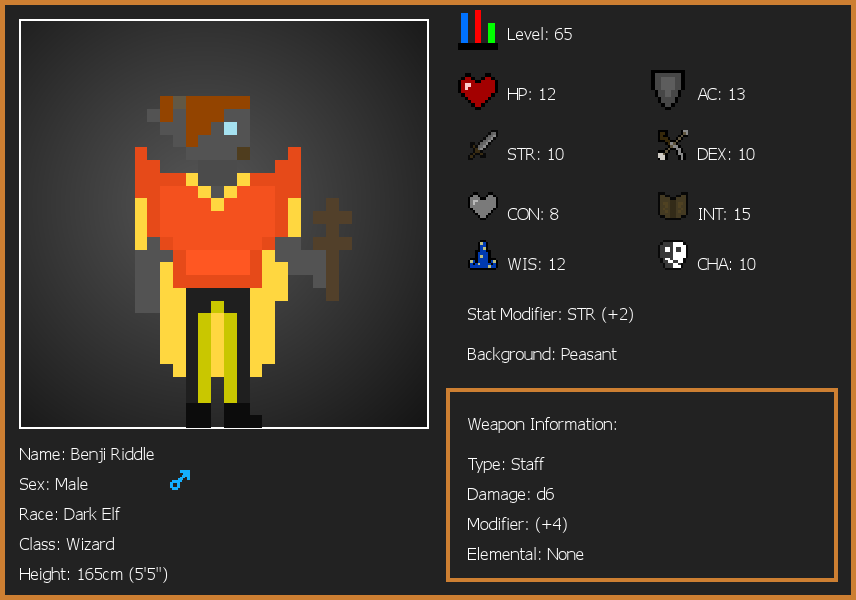 Level: 65
HP: 12
AC: 13
STR: 10
DEX: 10
CON: 8
INT: 15
WIS: 12
CHA: 10
Stat Modifier: STR (+2)
Background: Peasant
Weapon Information:
Type: Staff
Damage: d6
Modifier: (+4)
Elemental: None
Name: Benji Riddle
Sex: Male
Race: Dark Elf
Class: Wizard
Height: 165cm (5'5")